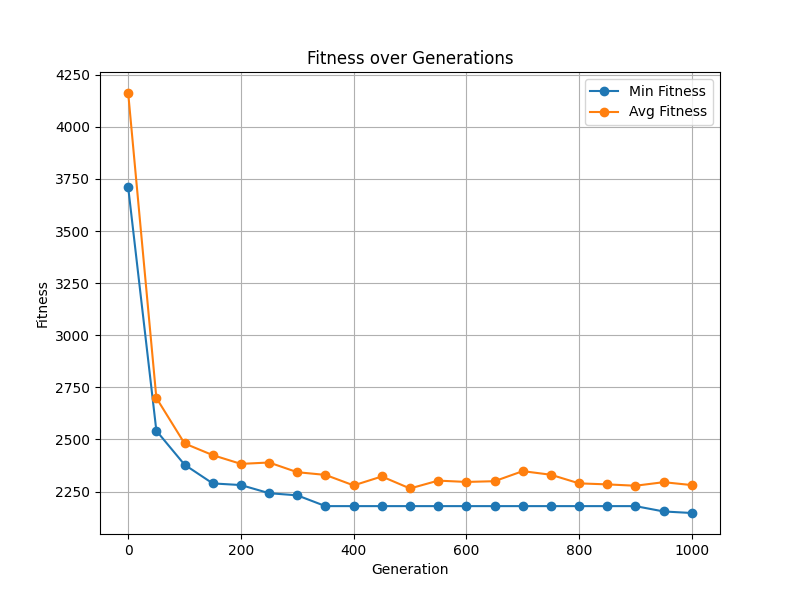 Fitness over Generations
Min Fitness
Avg Fitness
4250
4000
3750
3500
3250
3000
2750
2500
2250
Fitness
0 200 400 600 800 1000
Generation